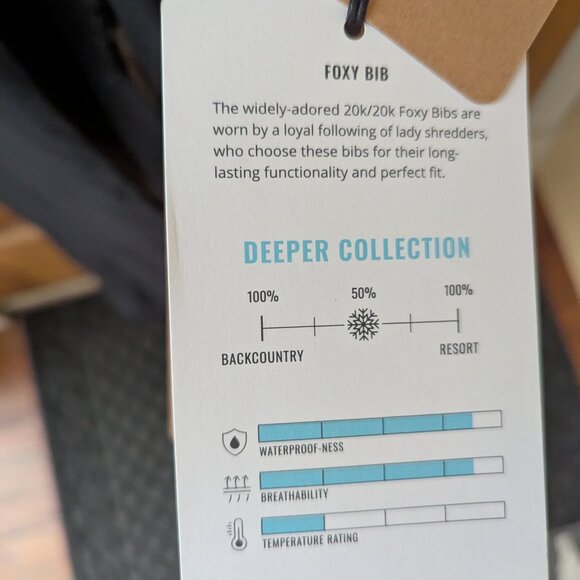 FOXY BIB
The widely-adored 20k/20k Foxy Bibs are
worn by a loyal following of lady shredders,
who choose these bibs for their long-
lasting functionality and perfect fit.
DEEPER COLLECTION
100% 50% 100%
BACKCOUNTRY RESORT
WATERPROOF-NESS
BREATHABILITY
TEMPERATURE RATING